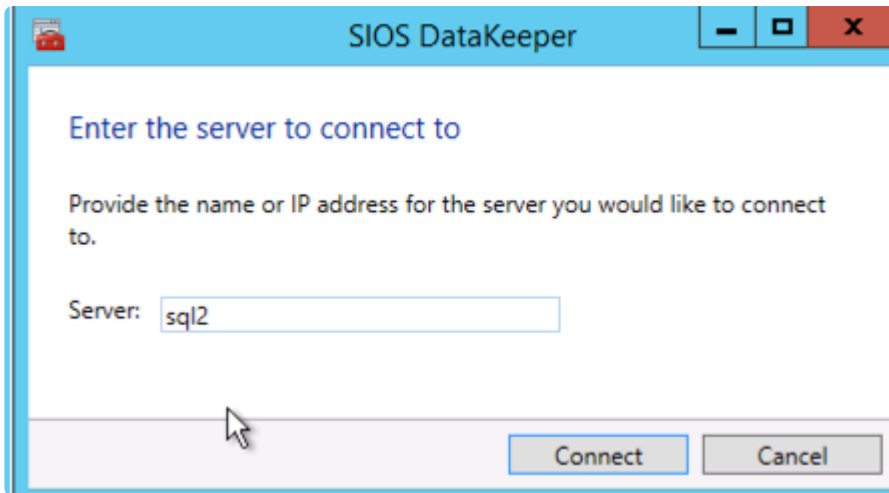 SIOS DataKeeper
Enter the server to connect to
Provide the name or IP address for the server you would like to connect
to.
Server: sql2
Connect Cancel